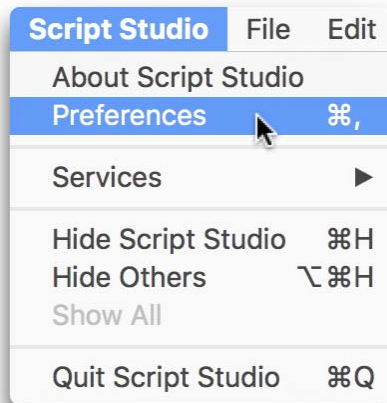 Script Studio File Edit
About Script Studio
Preferences ⌘,
Services ▶
Hide Script Studio ⌘H
Hide Others ⌥⌘H
Show All
Quit Script Studio ⌘Q